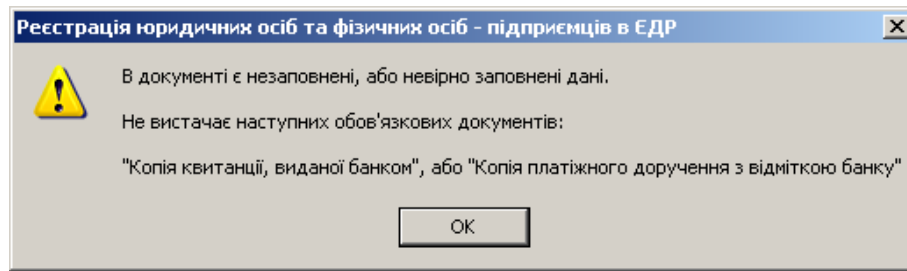 Реєстрація юридичних осіб та фізичних осіб - підприємців в ЄДР
В документі є незаповнені, або невірно заповнені дані.
Не вистачає наступних обов'язкових документів:
"Копія квитанції, виданої банком", або "Копія платіжного доручення з відміткою банку"
OK